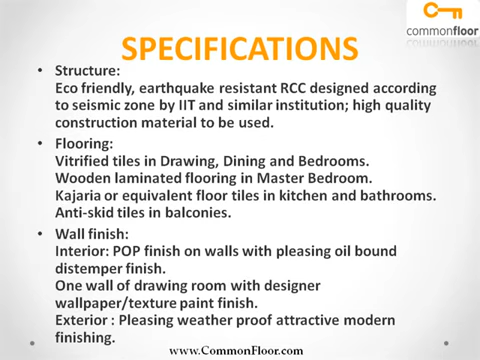 commonfloor
SPECIFICATIONS
• Structure:
Eco friendly, earthquake resistant RCC designed according
to seismic zone by IIT and similar institution; high quality
construction material to be used.
• Flooring:
Vitrified tiles in Drawing, Dining and Bedrooms.
Wooden laminated flooring in Master Bedroom.
Kajaria or equivalent floor tiles in kitchen and bathrooms.
Anti-skid tiles in balconies.
• Wall finish:
Interior: POP finish on walls with pleasing oil bound
distemper finish.
One wall of drawing room with designer
wallpaper/texture paint finish.
Exterior : Pleasing weather proof attractive modern
finishing.
www.CommonFloor.com